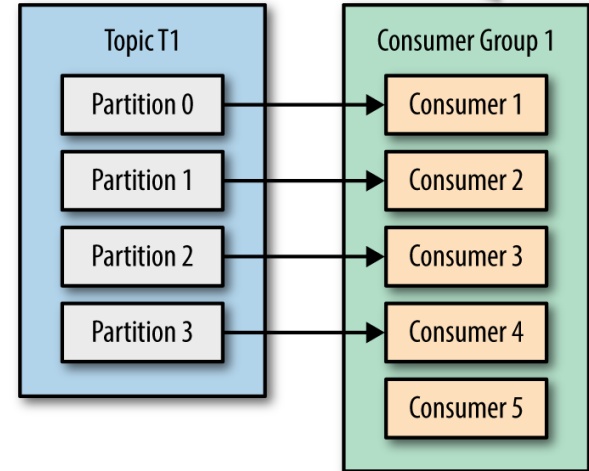 Topic T1
Partition 0
Partition 1
Partition 2
Partition 3
Consumer Group 1
Consumer 1
Consumer 2
Consumer 3
Consumer 4
Consumer 5